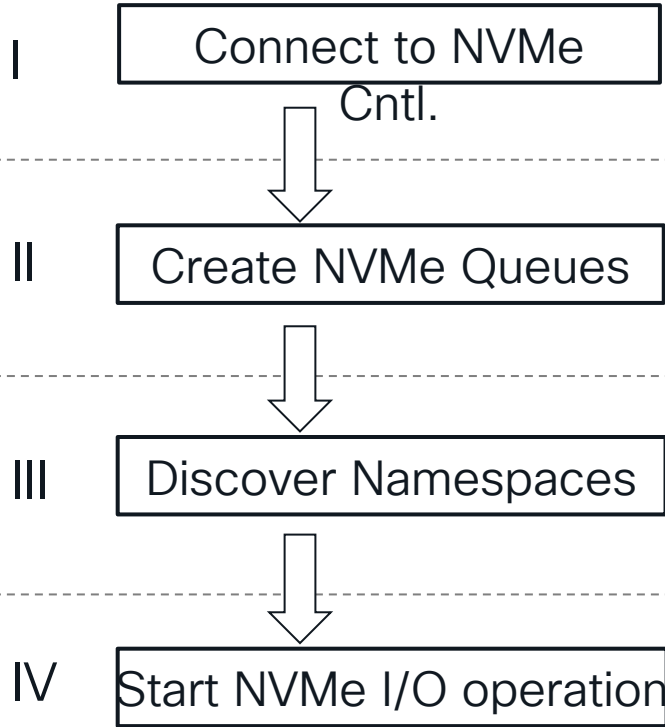 I
Connect to NVMe
Cntl.
II
Create NVMe Queues
III
Discover Namespaces
IV
Start NVMe I/O operation